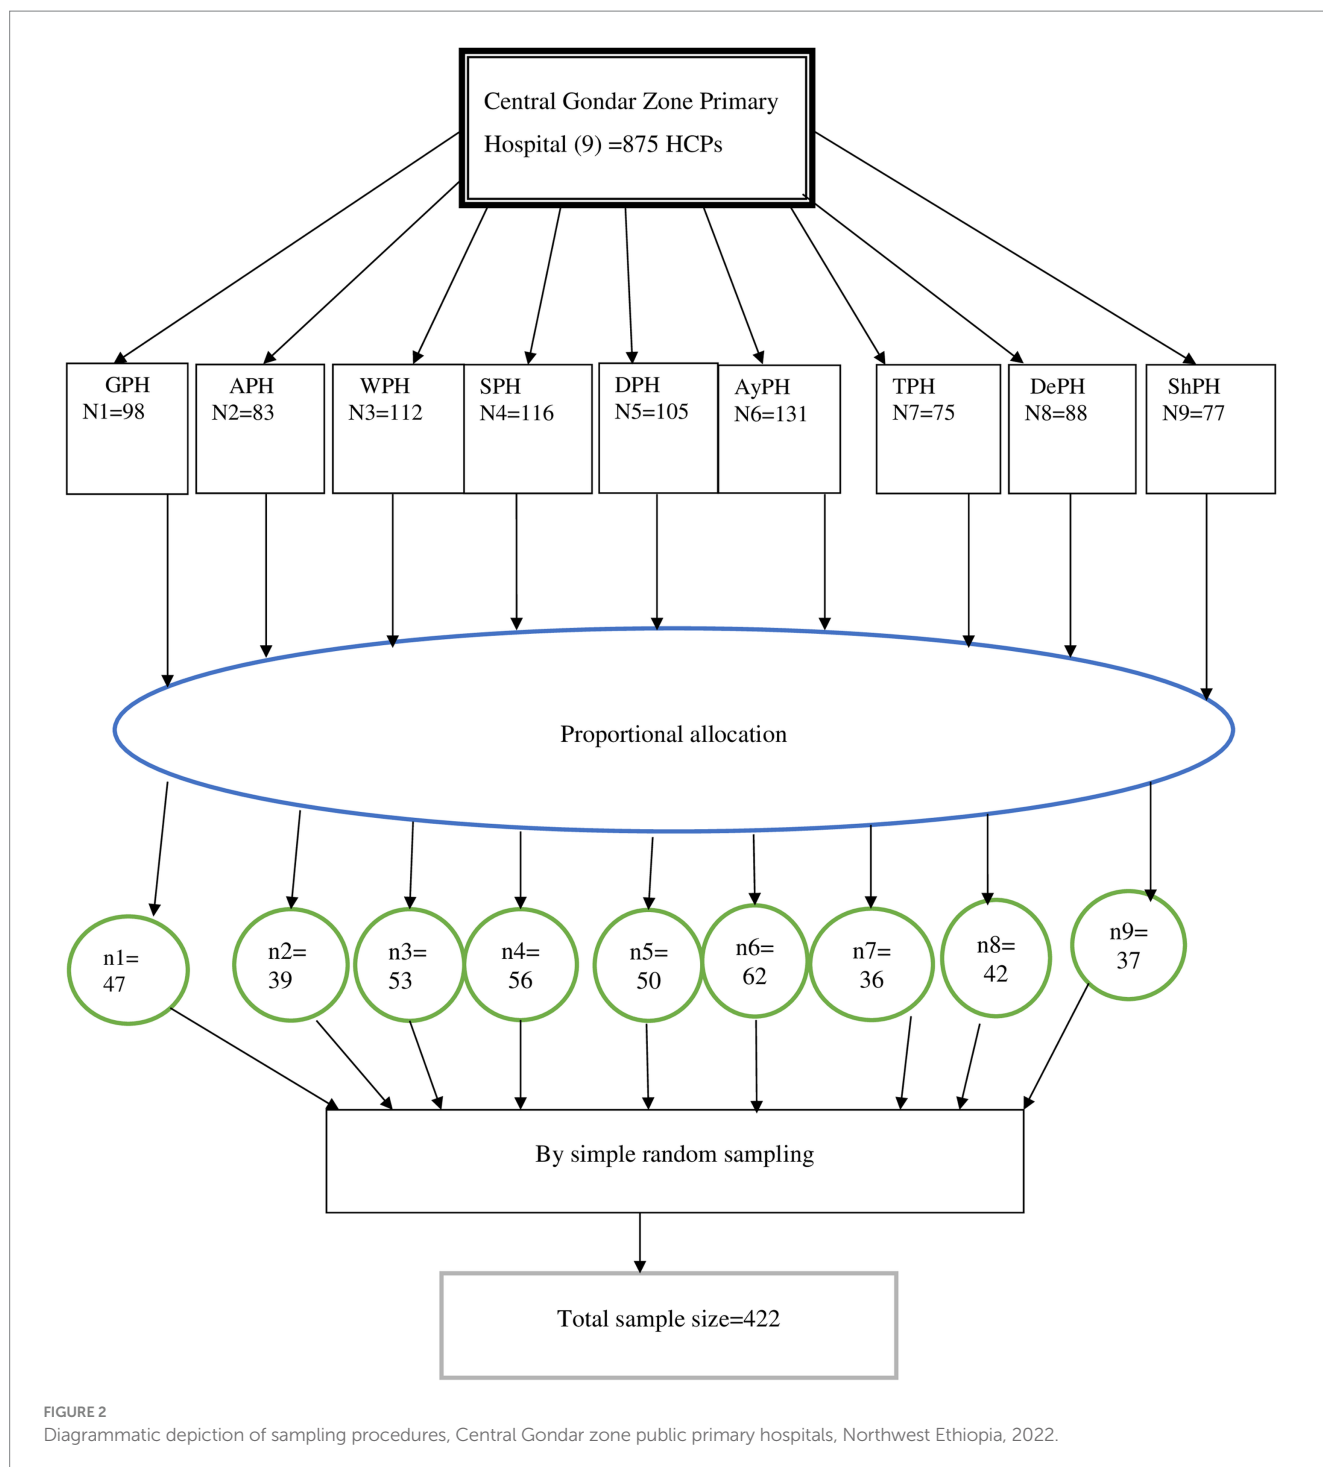 Central Gondar Zone Primary
Hospital (9) =875 HCPs
GPH
N1=98
APH
N2=83
WPH
N3=112
SPH
N4=116
DPH
N5=105
AyPH
N6=131
TPH
N7=75
DePH
N8=88
ShPH
N9=77
Proportional allocation
n1=
47
n2=
39
n3=
53
n4=
56
n5=
50
n6=
62
n7=
36
n8=
42
n9=
37
By simple random sampling
Total sample size=422
FIGURE 2
Diagrammatic depiction of sampling procedures, Central Gondar zone public primary hospitals, Northwest Ethiopia, 2022.